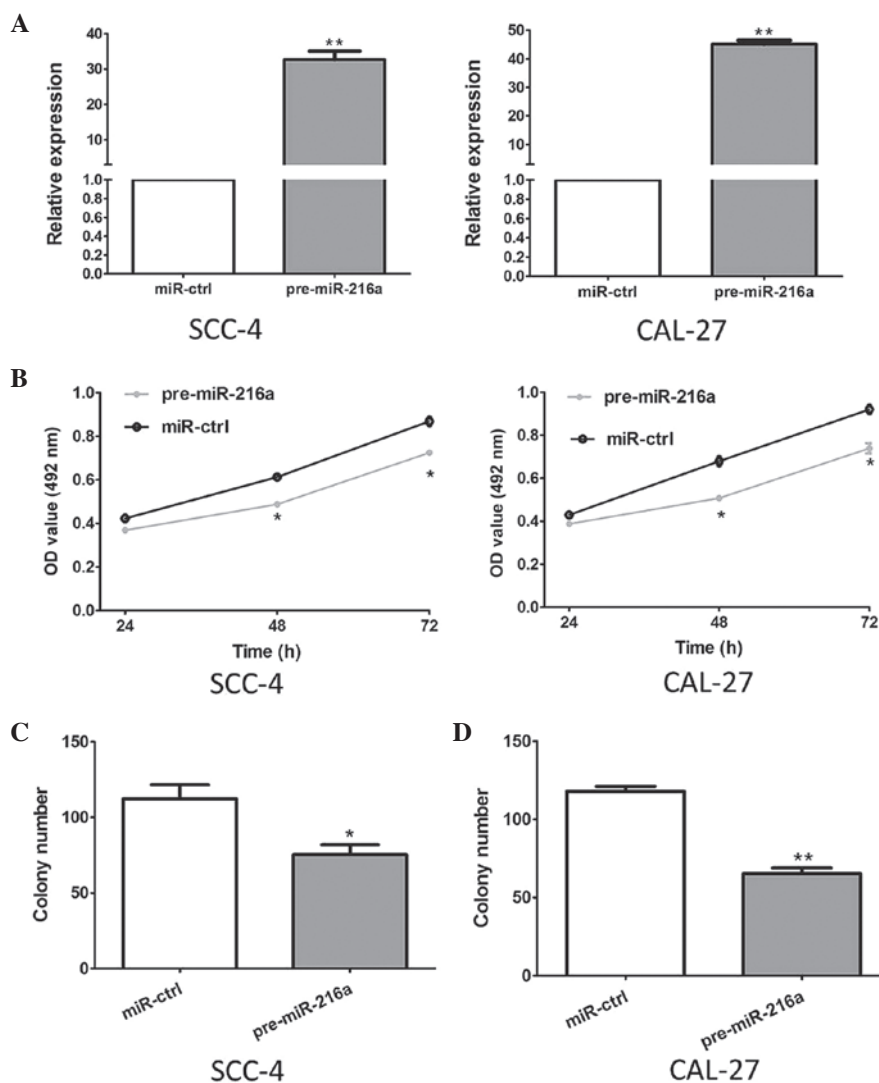 A
Relative expression
40
30
20
10
1.0
0.8
0.6
0.4
0.2
0.0
**
miR-ctrl
pre-miR-216a
SCC-4
Relative expression
50
40
30
20
10
1.0
0.8
0.6
0.4
0.2
0.0
**
miR-ctrl
pre-miR-216a
CAL-27
B
OD value (492 nm)
1.0
0.8
0.6
0.4
0.2
0.0
pre-miR-216a
miR-ctrl
*
*
24
48
72
Time (h)
SCC-4
OD value (492 nm)
1.0
0.8
0.6
0.4
0.2
0.0
pre-miR-216a
miR-ctrl
*
*
24
48
72
Time (h)
CAL-27
C
Colony number
150
100
50
0
*
miR-ctrl
pre-miR-216a
SCC-4
D
Colony number
150
100
50
0
**
miR-ctrl
pre-miR-216a
CAL-27